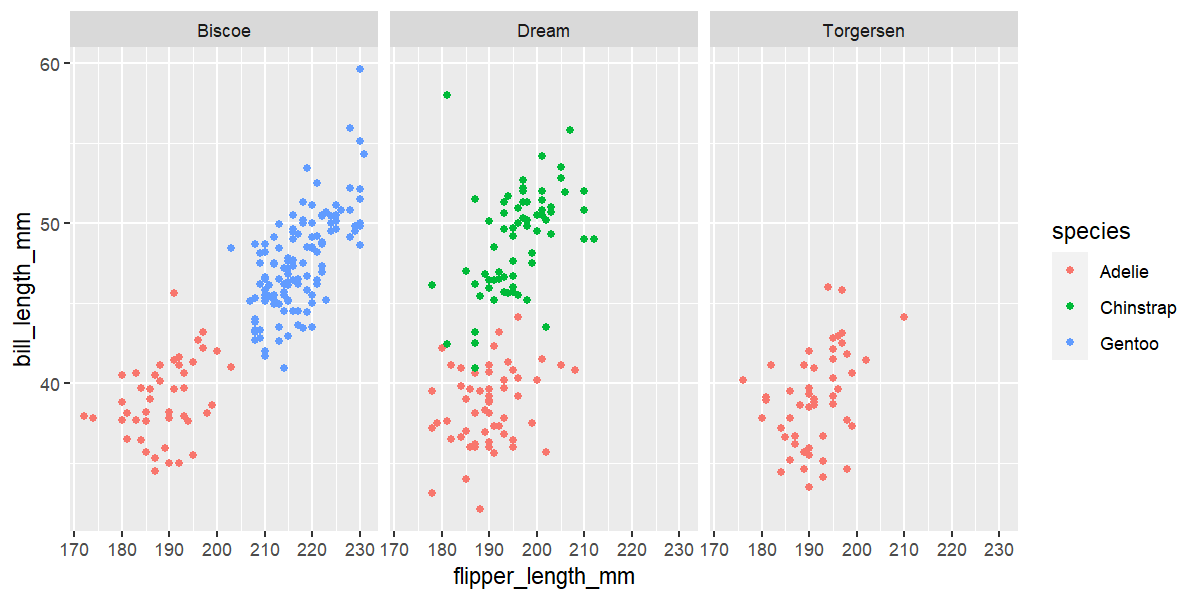 Biscoe Dream Torgersen
60
50
40
bill_length_mm
170 180 190 200 210 220 230 170 180 190 200 210 220 230 170 180 190 200 210 220 230
flipper_length_mm
species
Adelie
Chinstrap
Gentoo